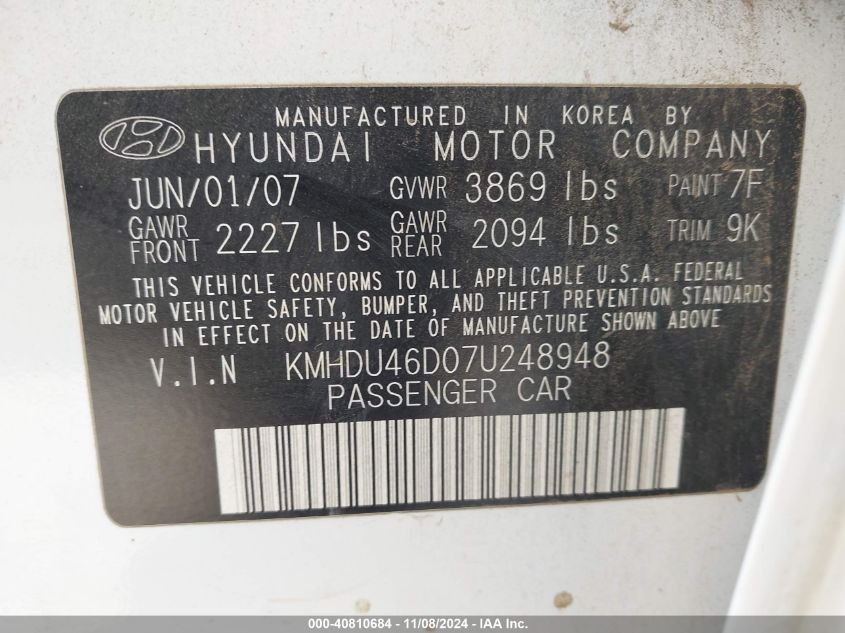 MANUFACTURED IN KOREA BY
HYUNDAI MOTOR COMPANY
JUN/01/07 GVWR 3869 lbs PAINT 7F
GAWR FRONT 2227 lbs GAWR REAR 2094 lbs TRIM 9K
THIS VEHICLE CONFORMS TO ALL APPLICABLE U.S.A. FEDERAL
MOTOR VEHICLE SAFETY, BUMPER, AND THEFT PREVENTION STANDARDS
IN EFFECT ON THE DATE OF MANUFACTURE SHOWN ABOVE
V.I.N KMHDU46D07U248948
PASSENGER CAR
000-40810684 - 11/08/2024 - IAA Inc.